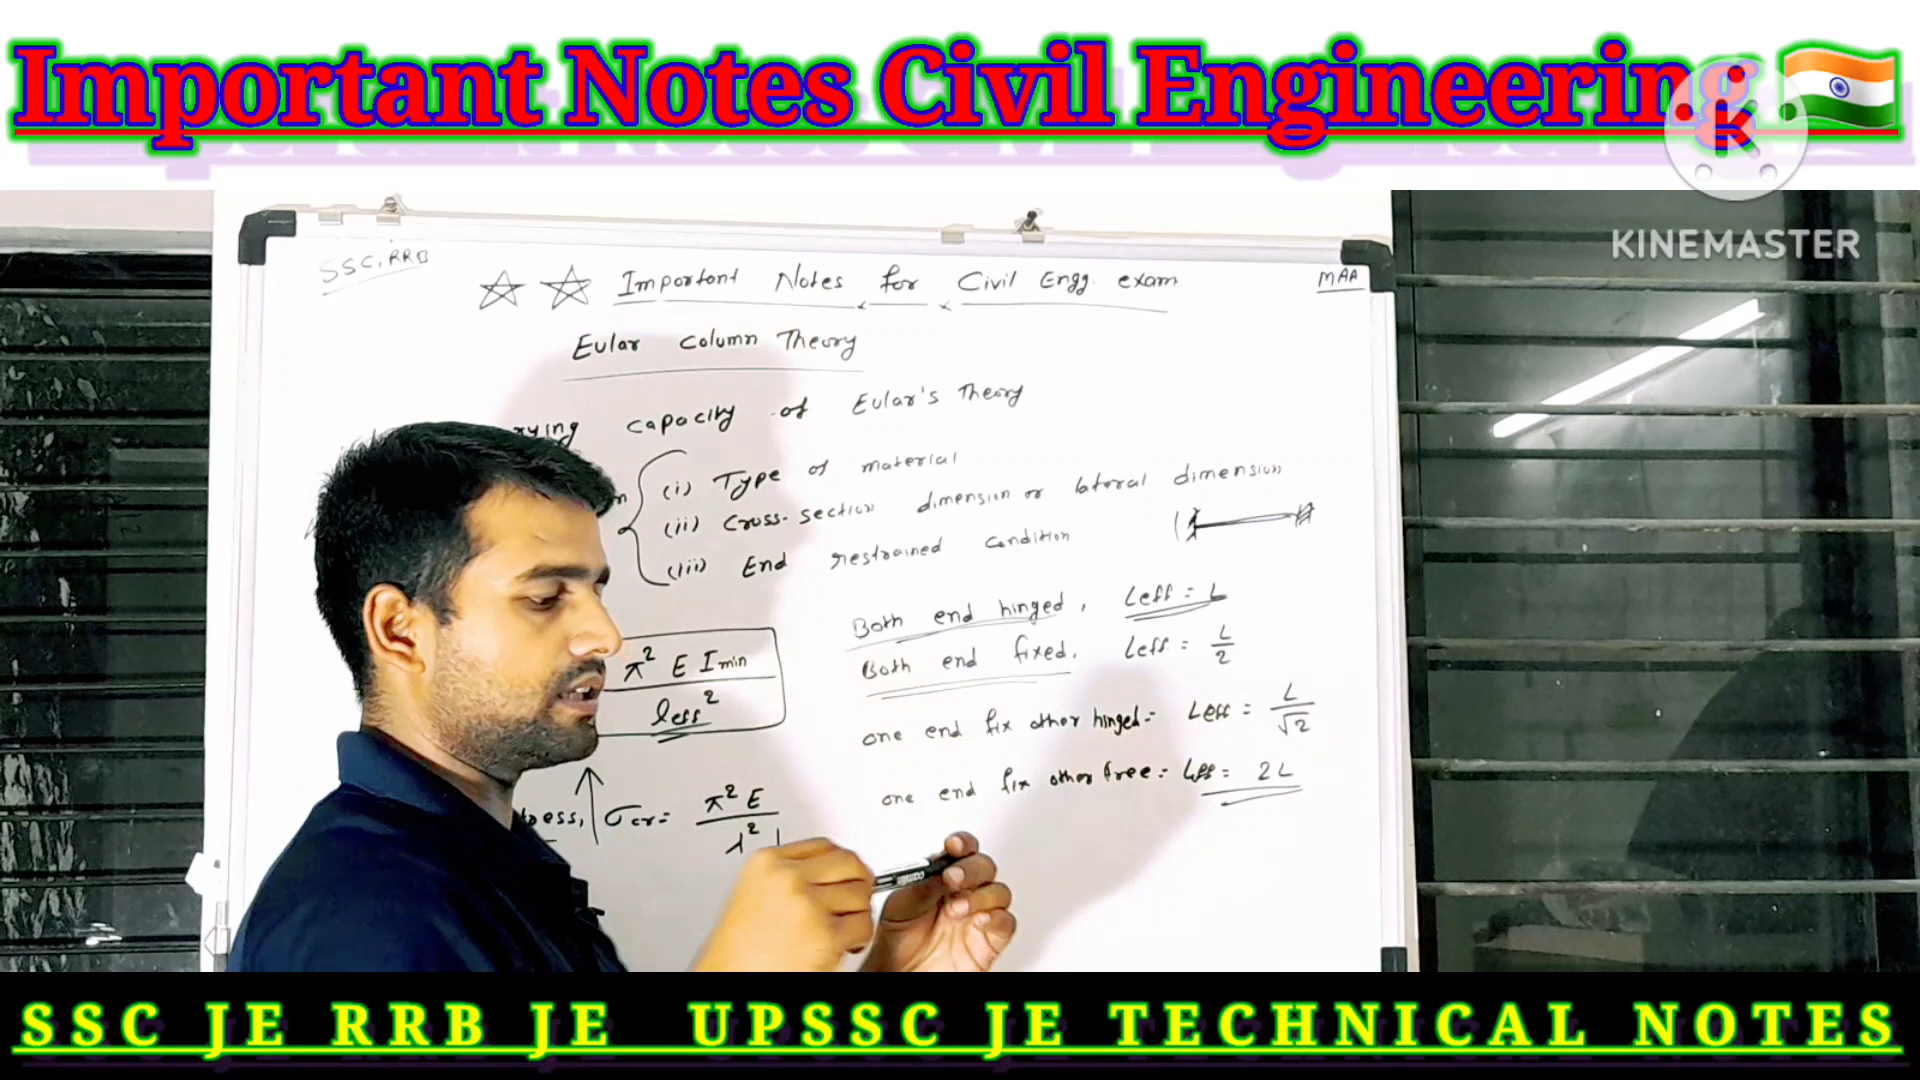 Important Notes Civil Engineering
KINEMASTER
SSC, RRB
Important Notes for Civil Engg. exam
MAA
Eular column Theory
capacity of Eular's Theory
(i) Type of material
(ii) Cross-section dimension or lateral dimension
(iii) End restrained condition
Both end hinged, Leff = L
Both end fixed, Leff = L/2
π² E Imin / leff²
one end fix other hinged = Leff = L/√2
one end fix other free = Leff = 2L
σcr = π² E / λ²
SSC JE RRB JE UPSSC JE TECHNICAL NOTES